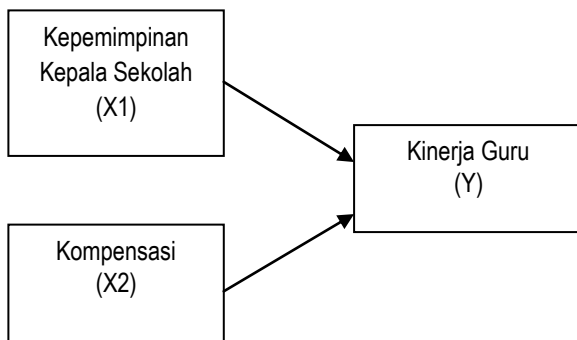 Kepemimpinan
Kepala Sekolah
(X1)
Kinerja Guru
(Y)
Kompensasi
(X2)